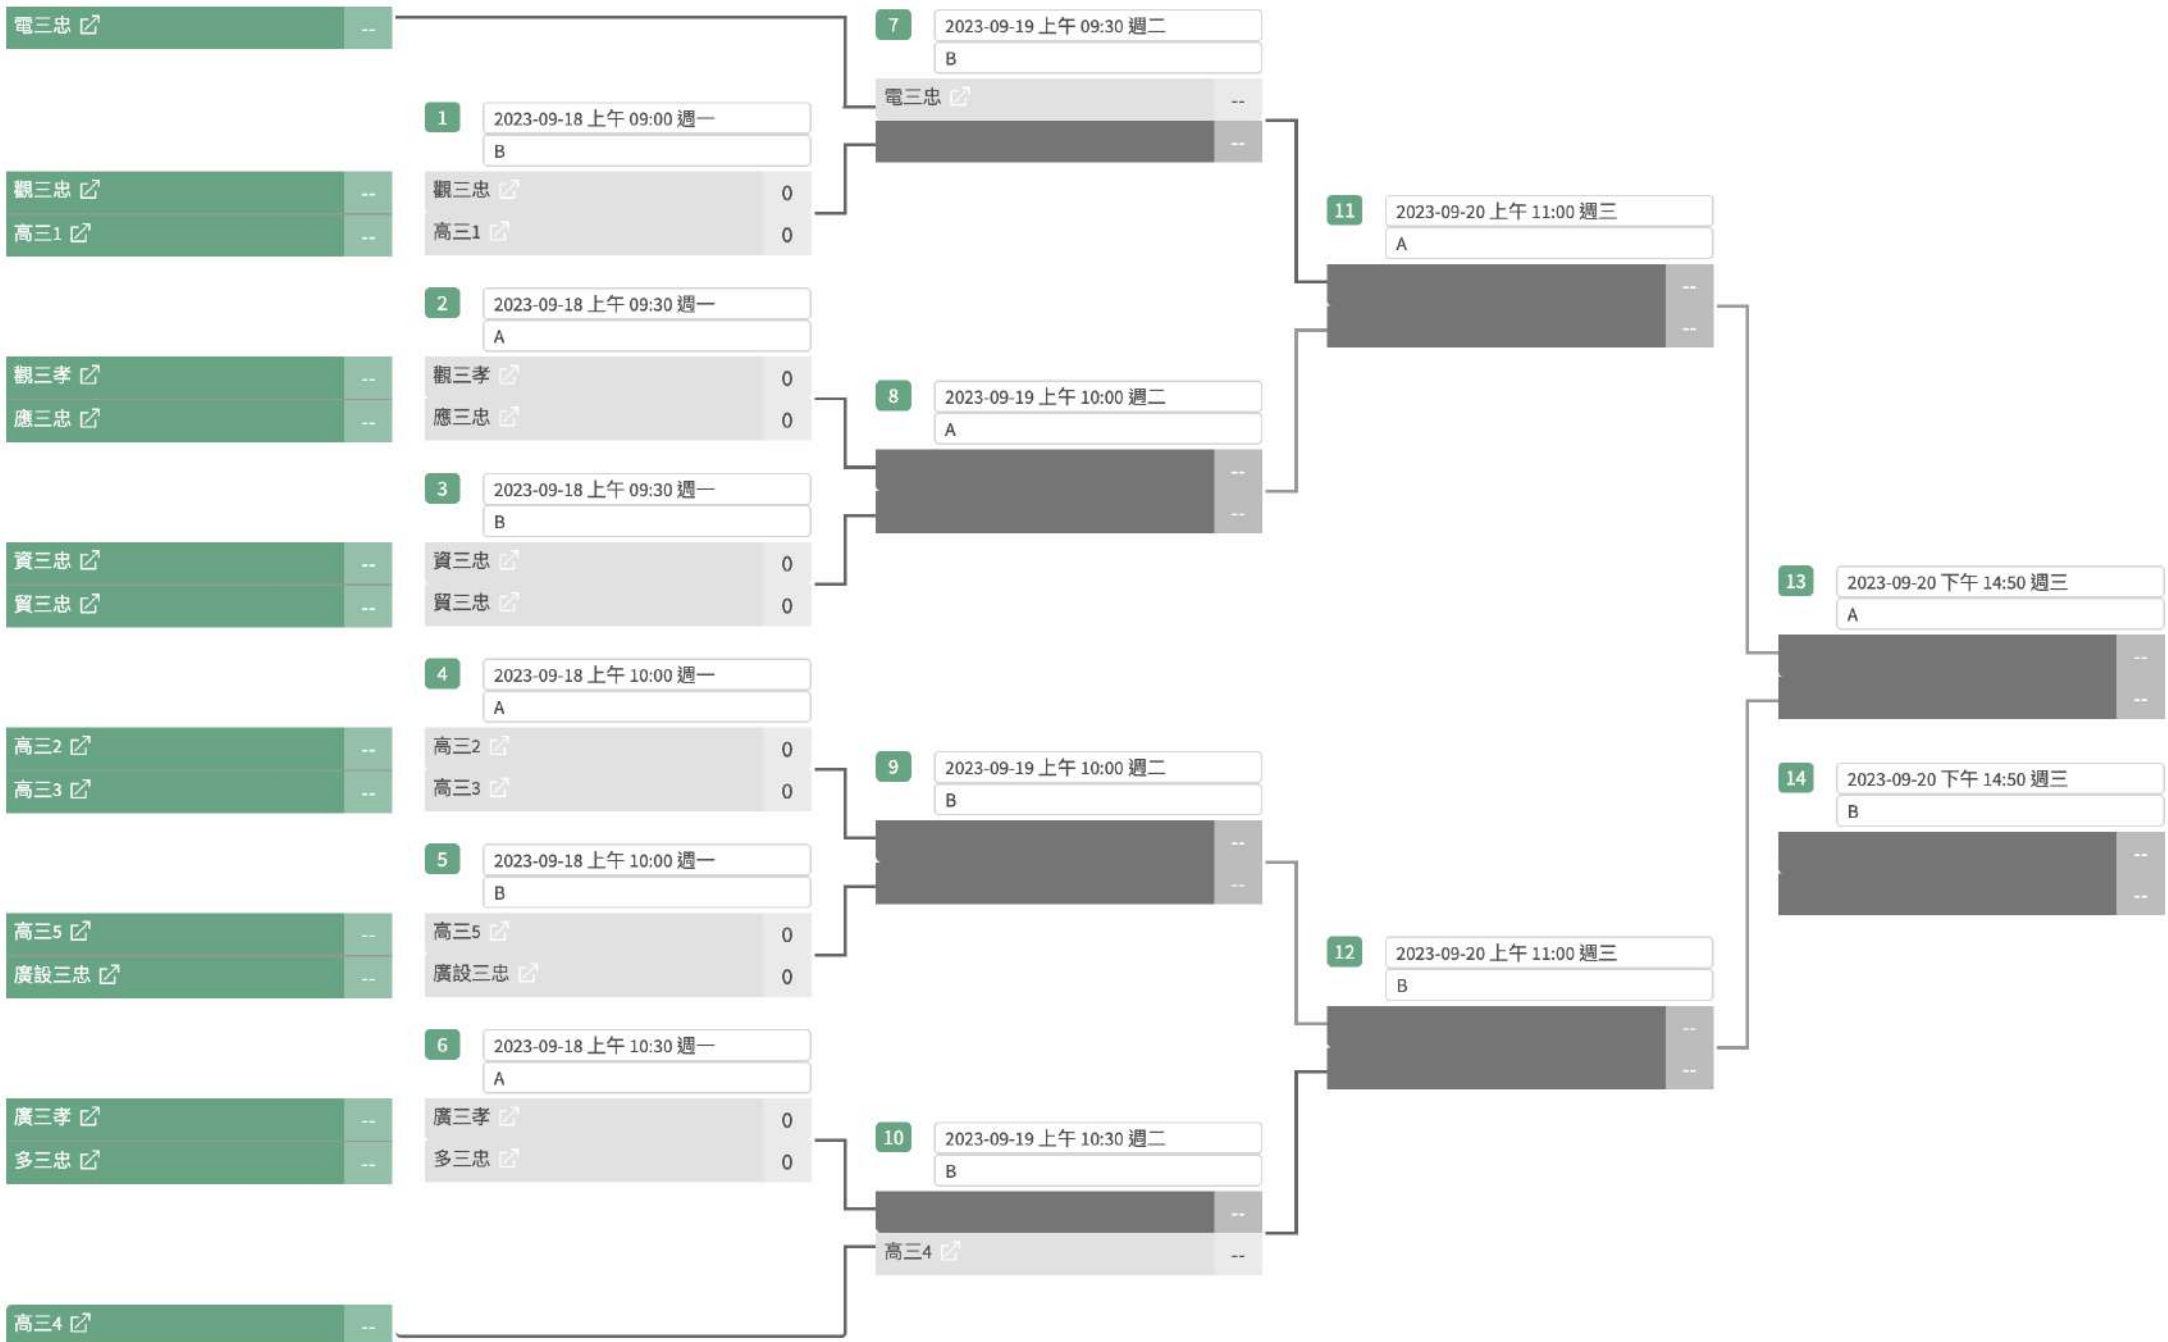 電三忠 --
觀三忠 --
高三1 --
觀三孝 --
應三忠 --
資三忠 --
貿三忠 --
高三2 --
高三3 --
高三5 --
廣設三忠 --
廣三孝 --
多三忠 --
高三4 --
1 2023-09-18 上午 09:00 週一
B
觀三忠 0
高三1 0
2 2023-09-18 上午 09:30 週一
A
觀三孝 0
應三忠 0
3 2023-09-18 上午 09:30 週一
B
資三忠 0
貿三忠 0
4 2023-09-18 上午 10:00 週一
A
高三2 0
高三3 0
5 2023-09-18 上午 10:00 週一
B
高三5 0
廣設三忠 0
6 2023-09-18 上午 10:30 週一
A
廣三孝 0
多三忠 0
7 2023-09-19 上午 09:30 週二
B
電三忠 --
--
8 2023-09-19 上午 10:00 週二
A
--
--
9 2023-09-19 上午 10:00 週二
B
--
--
10 2023-09-19 上午 10:30 週二
B
--
高三4 --
11 2023-09-20 上午 11:00 週三
A
--
--
12 2023-09-20 上午 11:00 週三
B
--
--
13 2023-09-20 下午 14:50 週三
A
--
--
14 2023-09-20 下午 14:50 週三
B
--
--